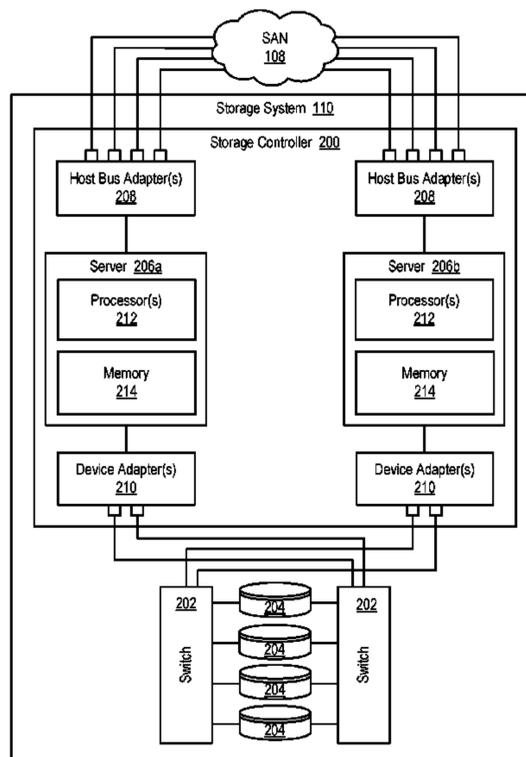 SAN
108
Storage System 110
Storage Controller 200
Host Bus Adapter(s)
208
Host Bus Adapter(s)
208
Server 206a
Processor(s)
212
Memory
214
Server 206b
Processor(s)
212
Memory
214
Device Adapter(s)
210
Device Adapter(s)
210
202
Switch
204
204
204
204
202
Switch